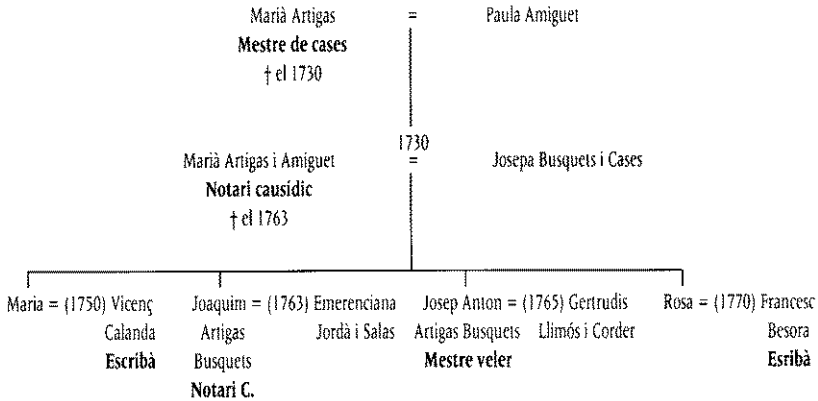 Marià Artigas = Paula Amiguet
Mestre de cases
† el 1730
1730
Marià Artigas i Amiguet = Josepa Busquets i Cases
Notari causídic
† el 1763
Maria = (1750) Vicenç Joaquim = (1763) Emerenciana Josep Anton = (1765) Gertrudis Rosa = (1770) Francesc
Calanda Artigas Jordà i Salas Artigas Busquets Llimós i Corder Besora
Escribà Busquets Mestre veler Esribà
Notari C.